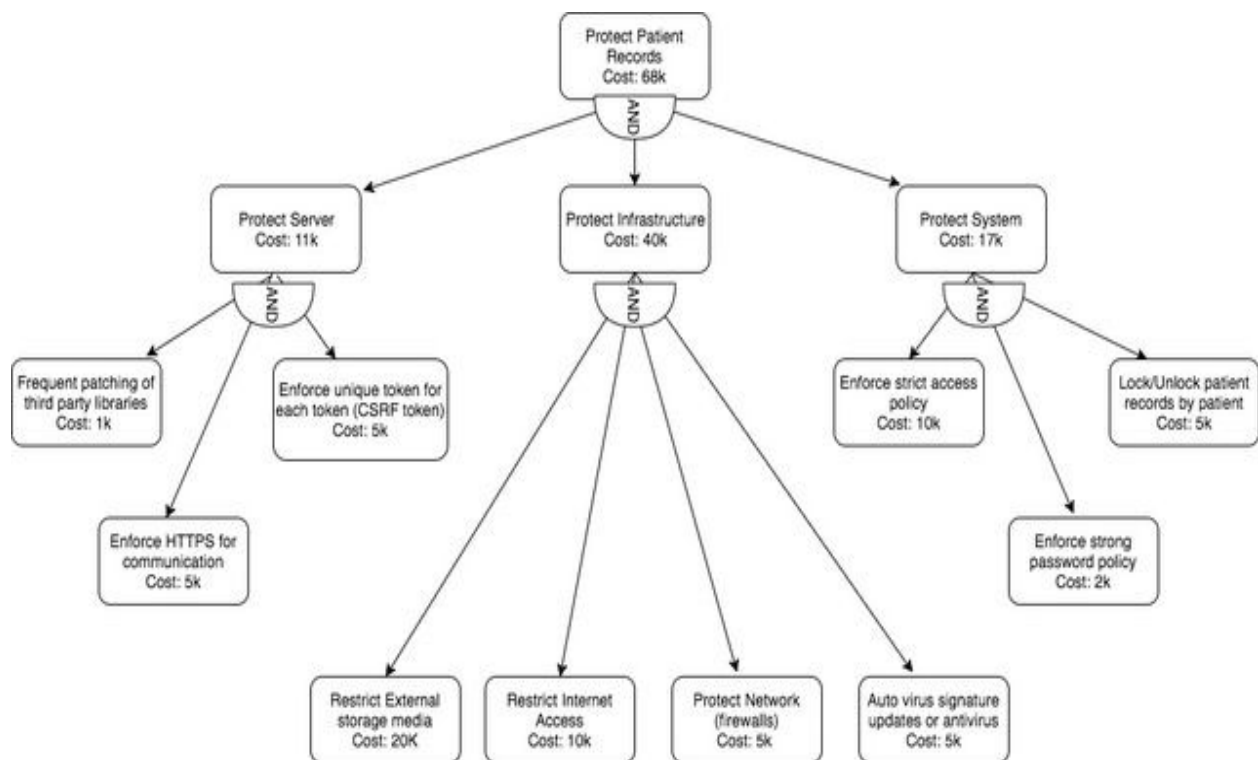 Protect Patient
Records
Cost: 68k
AND
Protect Server
Cost: 11k
AND
Protect Infrastructure
Cost: 40k
AND
Protect System
Cost: 17k
AND
Frequent patching of
third party libraries
Cost: 1k
Enforce unique token for
each token (CSRF token)
Cost: 5k
Enforce strict access
policy
Cost: 10k
Lock/Unlock patient
records by patient
Cost: 5k
Enforce HTTPS for
communication
Cost: 5k
Enforce strong
password policy
Cost: 2k
Restrict External
storage media
Cost: 20K
Restrict Internet
Access
Cost: 10k
Protect Network
(firewalls)
Cost: 5k
Auto virus signature
updates or antivirus
Cost: 5k